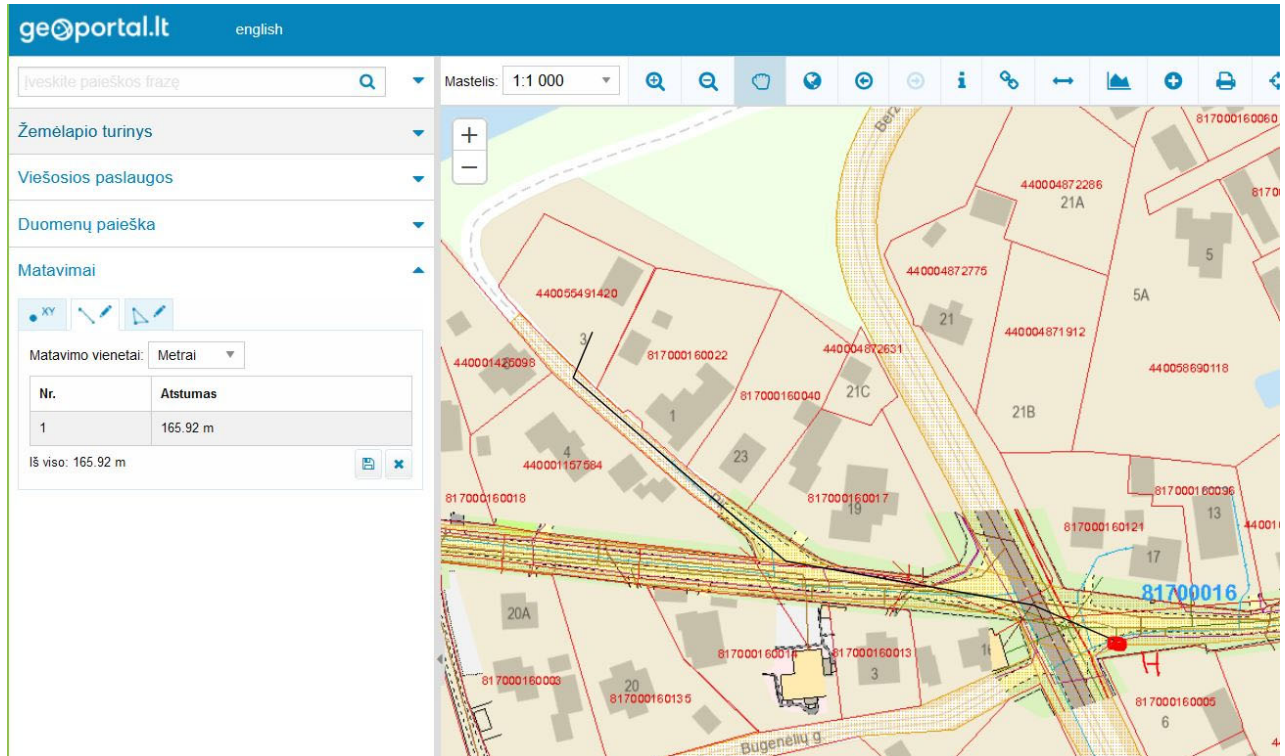 geoportal.lt
english
Įveskite paieškos frazę
Žemėlapio turinys
Viešosios paslaugos
Duomenų paieška
Matavimai
XY
Matavimo vienetai: Metrai
Nr. Atstumas
1 165.92 m
Iš viso: 165.92 m
Mastelis: 1:1 000
817000160060
440004872286
21A
5
440004872775
5A
440055491420
21
440004871912
3
817000160022
440004872631
440001425098
440058690118
817000160040
21C
1
21B
4
23
440001157584
817000160096
817000160018
817000160017
19
13
817000160121
17
81700016
20A
817000160014
817000160013
3
H
817000160003
20
817000160135
817000160005
6
Bugenėlių g